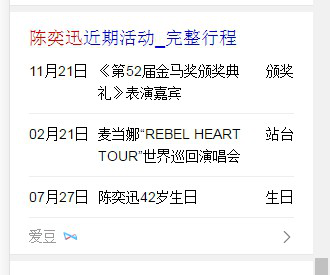 陈奕迅近期活动_完整行程
11月21日 《第52届金马奖颁奖典 颁奖
礼》表演嘉宾
02月21日 麦当娜“REBEL HEART 站台
TOUR”世界巡回演唱会
07月27日 陈奕迅42岁生日 生日
爱豆